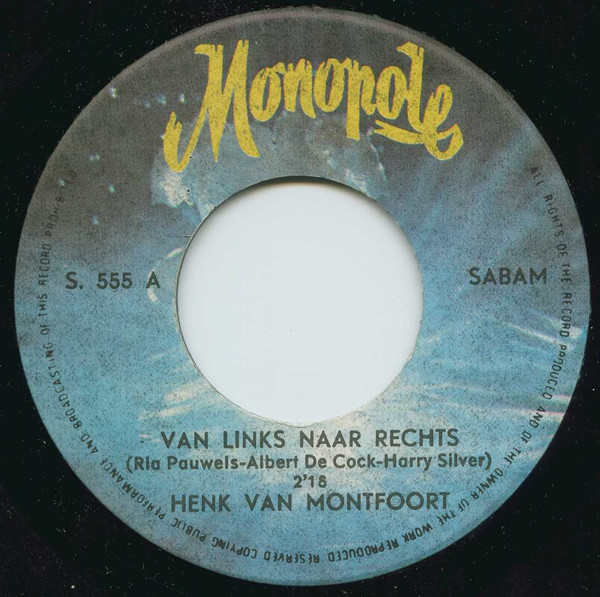 Monopole
S. 555 A
SABAM
VAN LINKS NAAR RECHTS
(Ria Pauwels-Albert De Cock-Harry Silver)
2'18
HENK VAN MONTFOORT
ALL RIGHTS OF THE RECORD PRODUCED AND OF THE OWNER OF THE WORK REPRODUCED RESERVED COPYING PUBLIC PERFORMANCE AND BROADCASTING OF THIS RECORD PROHIBITED